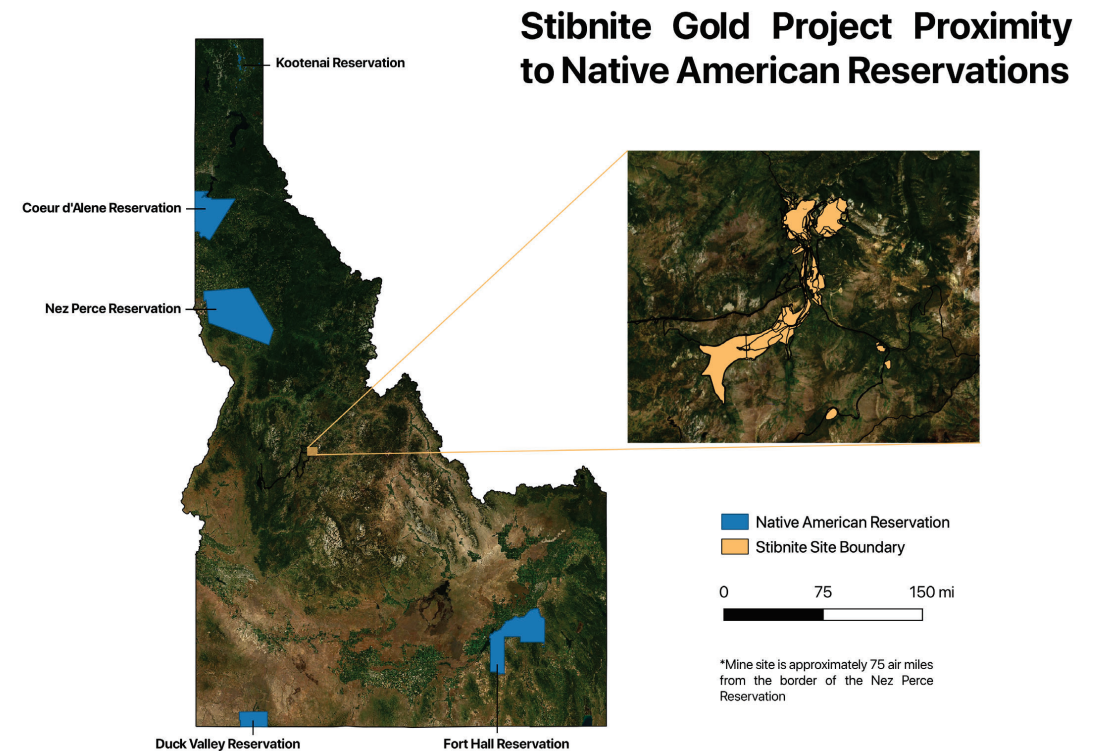 Stibnite Gold Project Proximity
to Native American Reservations
Kootenai Reservation
Coeur d'Alene Reservation
Nez Perce Reservation
Native American Reservation
Stibnite Site Boundary
0 75 150 mi
*Mine site is approximately 75 air miles
from the border of the Nez Perce
Reservation
Duck Valley Reservation
Fort Hall Reservation